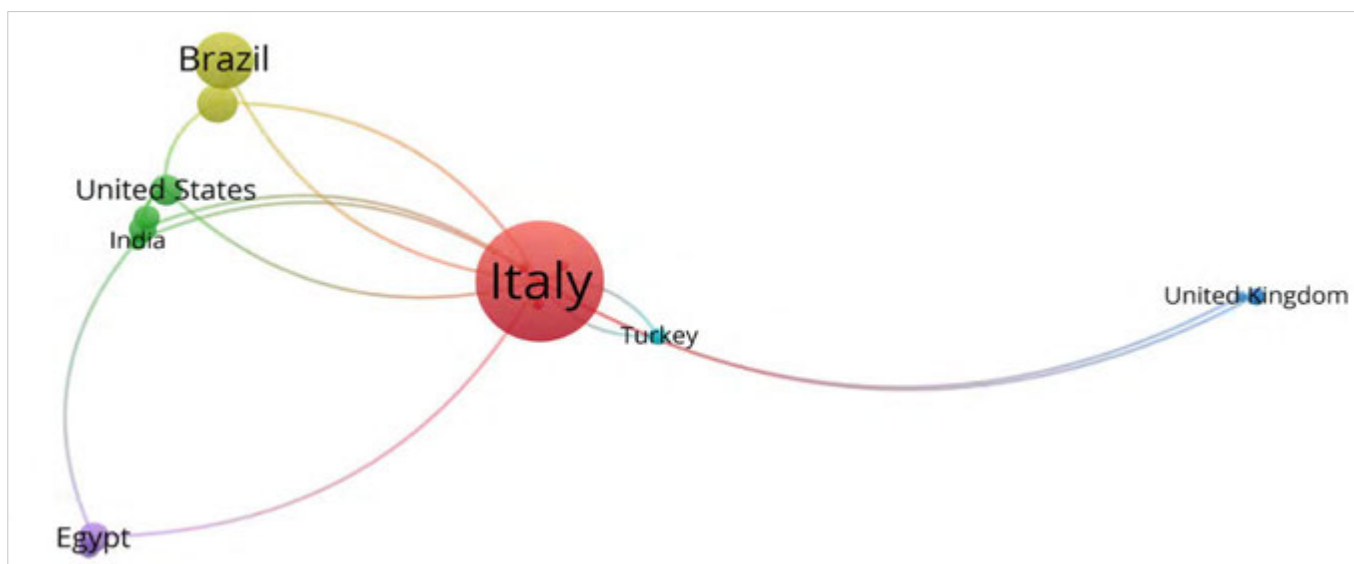 Brazil
United States
India
Italy
Turkey
United Kingdom
Egypt